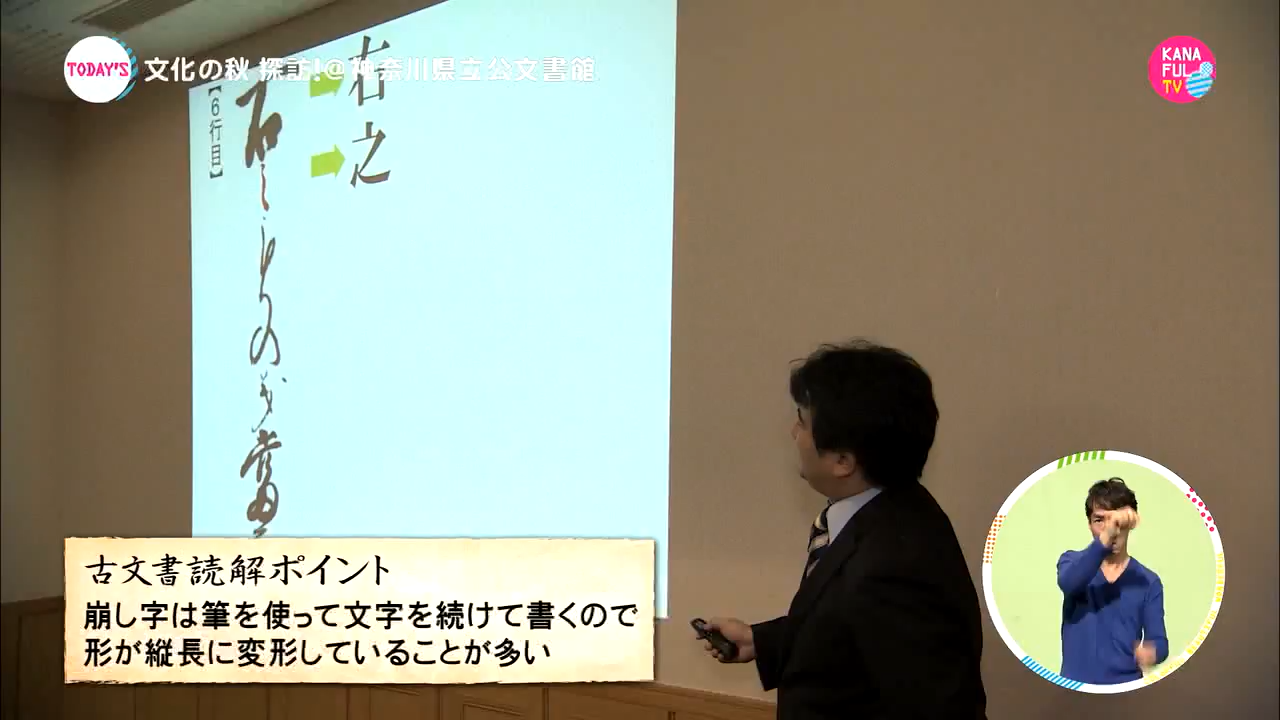 TODAY'S
文化の秋 探訪!@神奈川県立公文書館
KANA
FUL
TV
【6行目】
右之
古文書読解ポイント
崩し字は筆を使って文字を続けて書くので
形が縦長に変形していることが多い